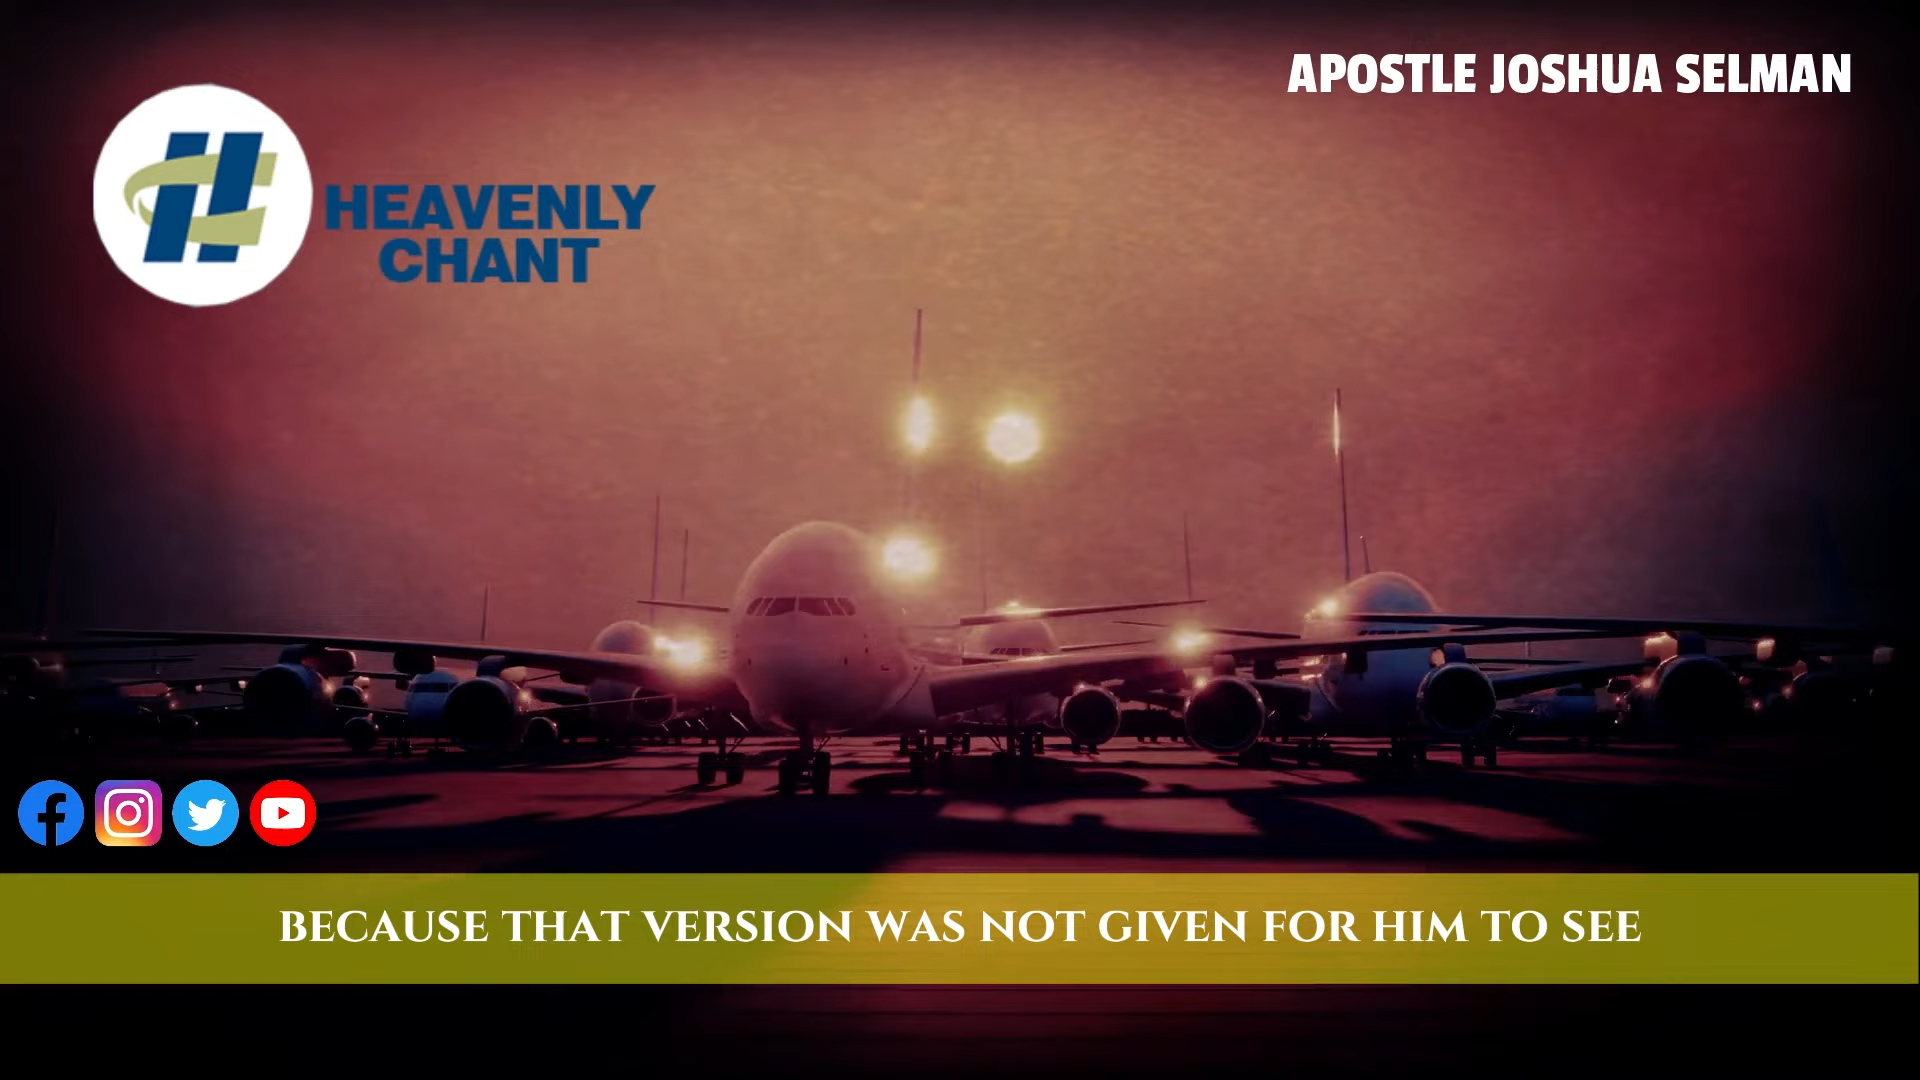 APOSTLE JOSHUA SELMAN
HEAVENLY
CHANT
BECAUSE THAT VERSION WAS NOT GIVEN FOR HIM TO SEE